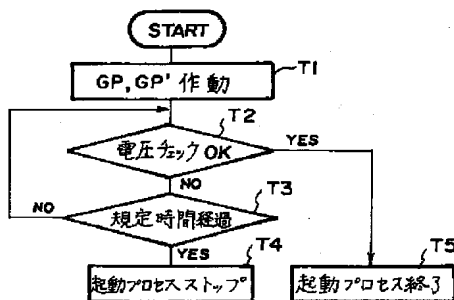 START
GP, GP' 作動
T1
T2
電圧チェックOK
YES
NO
T3
規定時間経過
NO
YES
T4
起動プロセスストップ
T5
起動プロセス終了